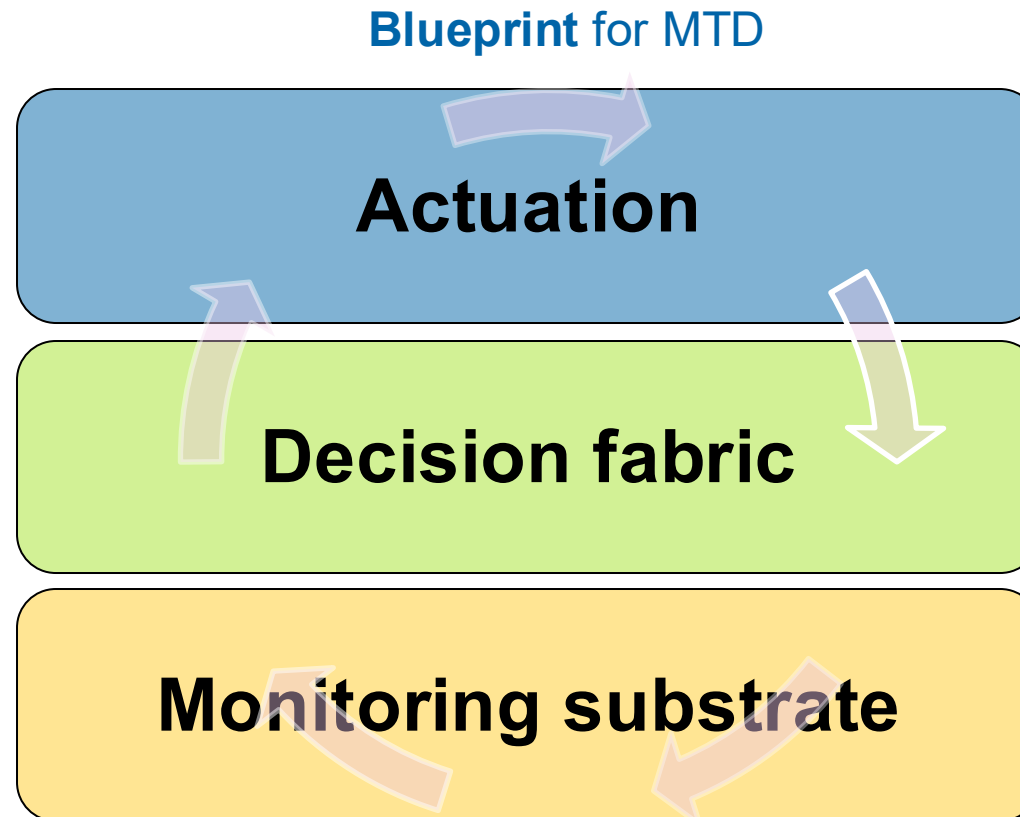 Blueprint for MTD
Actuation
Decision fabric
Monitoring substrate